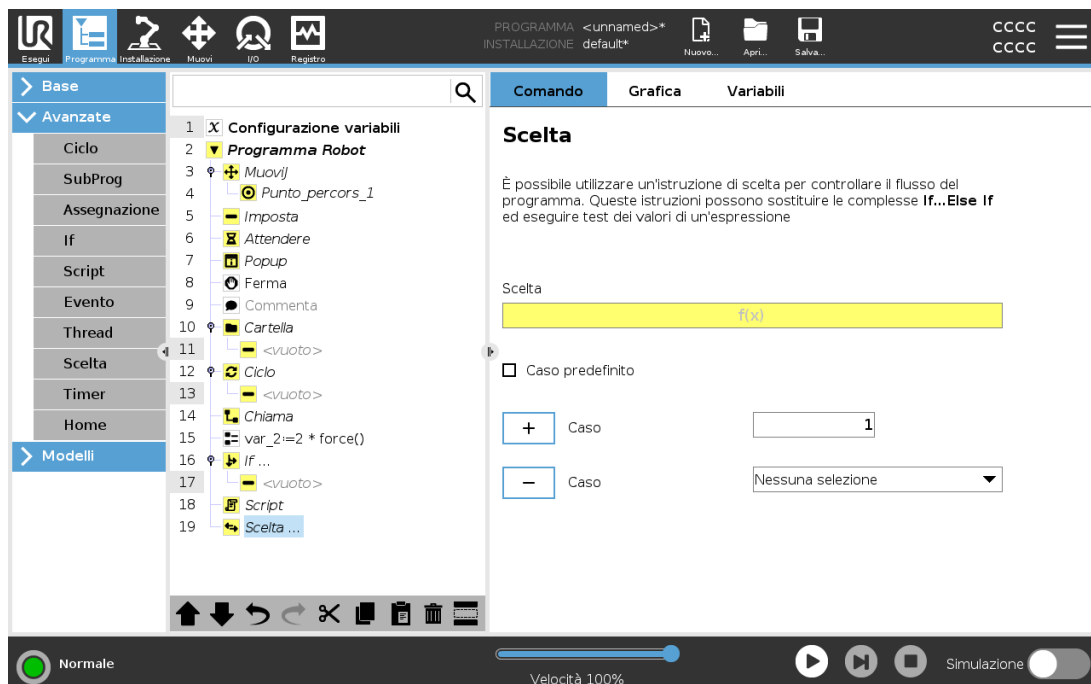 UR
PROGRAMMA <unnamed>*
INSTALLAZIONE default*
CCCC
CCCC
Esegui Programma Installazione Muovi I/O Registro Nuovo... Apri... Salva...
Base
Avanzate
Ciclo
SubProg
Assegnazione
If
Script
Evento
Thread
Scelta
Timer
Home
Modelli
1 X Configurazione variabili
2 Programma Robot
3 MuoviJ
4 Punto_percors_1
5 Imposta
6 Attendere
7 Popup
8 Ferma
9 Commenta
10 Cartella
11 <vuoto>
12 Ciclo
13 <vuoto>
14 Chiama
15 var_2:=2 * force()
16 If ...
17 <vuoto>
18 Script
19 Scelta ...
Comando Grafica Variabili
Scelta
È possibile utilizzare un'istruzione di scelta per controllare il flusso del
programma. Queste istruzioni possono sostituire le complesse If...Else If
ed eseguire test dei valori di un'espressione
Scelta
f(x)
Caso predefinito
+ Caso 1
− Caso Nessuna selezione
Normale
Velocità 100%
Simulazione